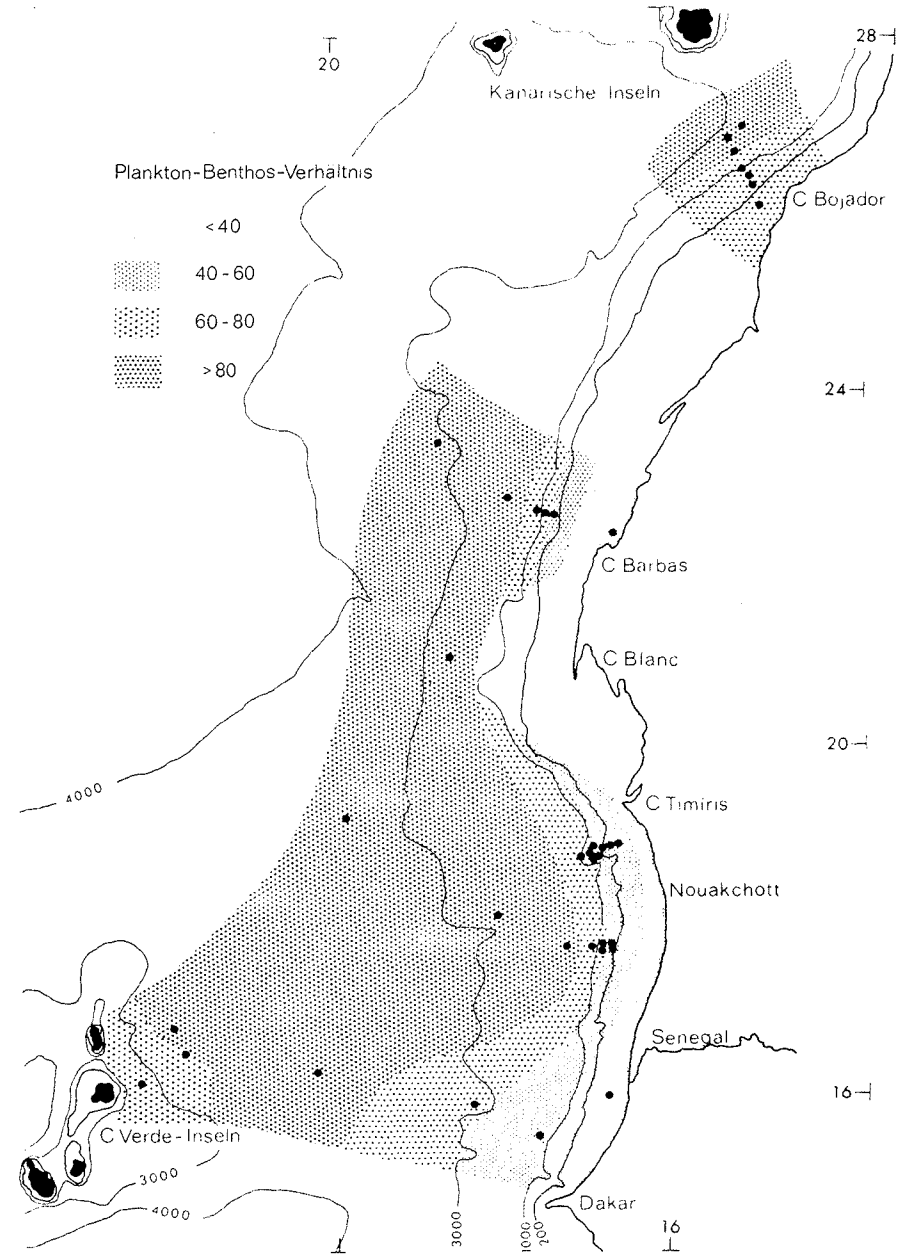 28
20
Kanarische Inseln
Plankton-Benthos-Verhältnis
C Bojador
<40
40-60
60-80
>80
24
C Barbas
C Blanc
20
4000
C Timiris
Nouakchott
Senegal
16
C Verde-Inseln
3000
4000
Dakar
3000
1000
200
16